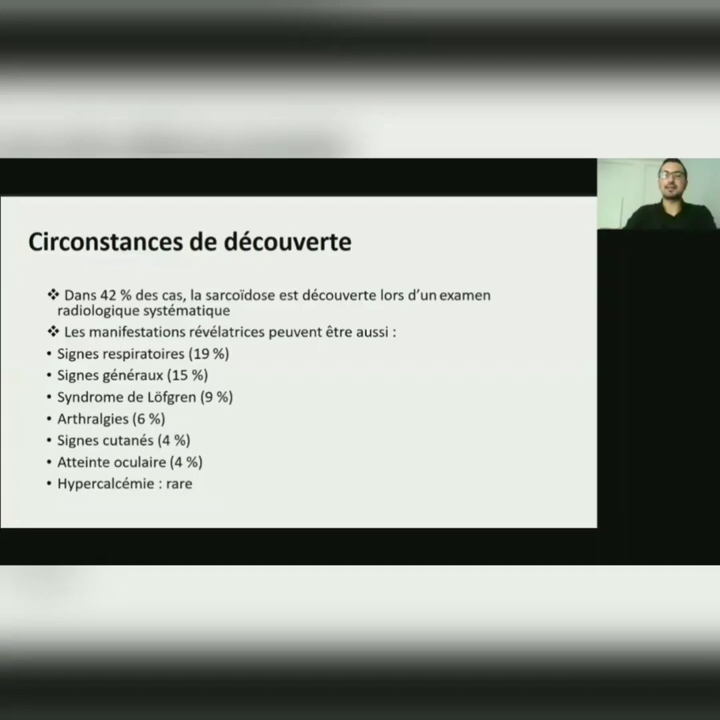 Circonstances de découverte
❖ Dans 42 % des cas, la sarcoïdose est découverte lors d'un examen
radiologique systématique
❖ Les manifestations révélatrices peuvent être aussi :
• Signes respiratoires (19 %)
• Signes généraux (15 %)
• Syndrome de Löfgren (9 %)
• Arthralgies (6 %)
• Signes cutanés (4 %)
• Atteinte oculaire (4 %)
• Hypercalcémie : rare